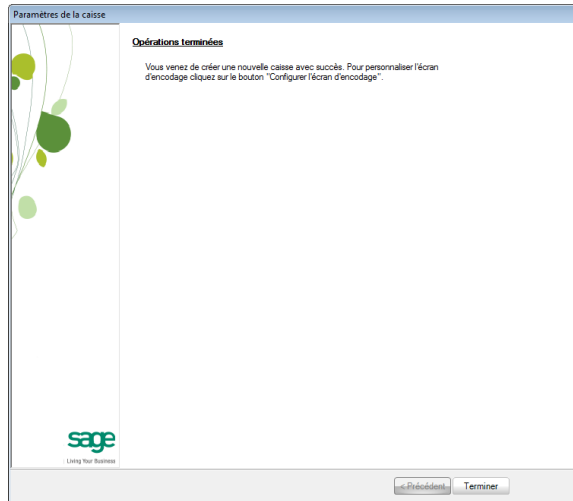 Paramètres de la caisse
Opérations terminées
Vous venez de créer une nouvelle caisse avec succès. Pour personnaliser l'écran
d'encodage cliquez sur le bouton "Configurer l'écran d'encodage".
sage
Living Your Business
< Précédent
Terminer